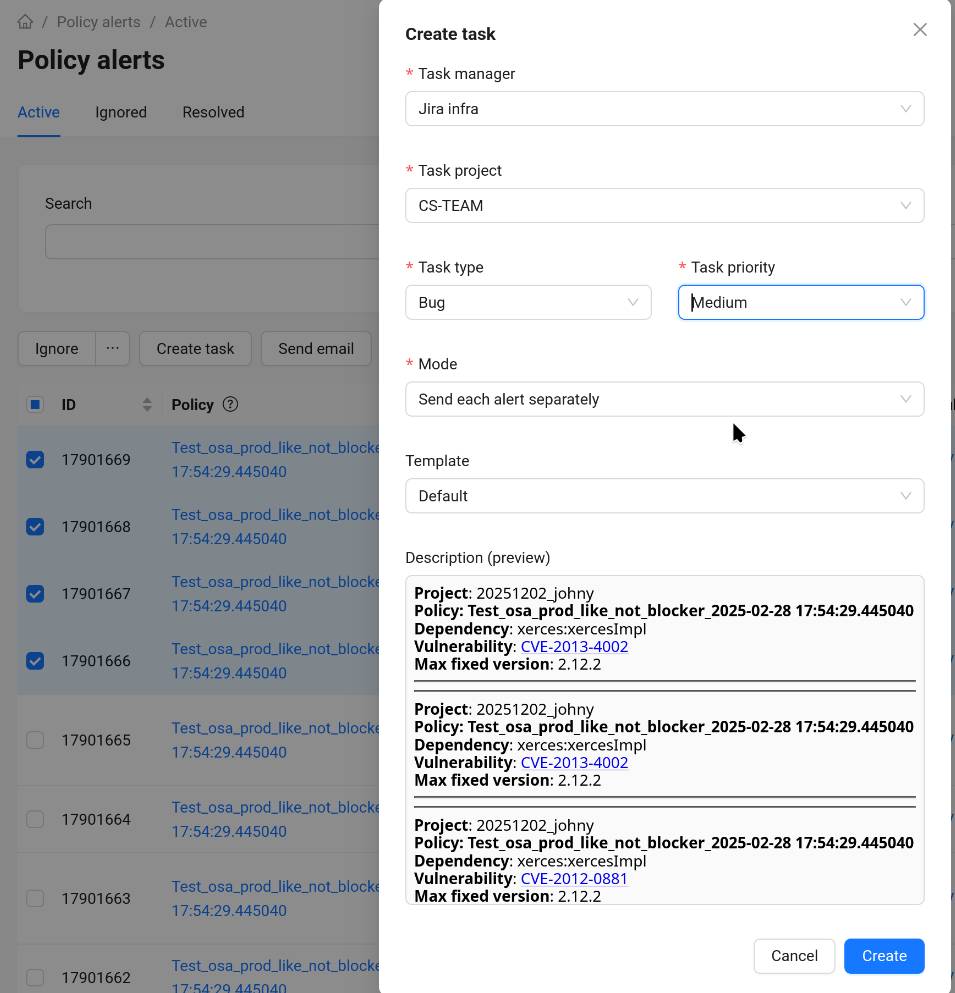 / Policy alerts / Active
Policy alerts
Active Ignored Resolved
Search
Ignore ··· Create task Send email
ID Policy ?
17901669 Test_osa_prod_like_not_blocke
17:54:29.445040
17901668 Test_osa_prod_like_not_blocke
17:54:29.445040
17901667 Test_osa_prod_like_not_blocke
17:54:29.445040
17901666 Test_osa_prod_like_not_blocke
17:54:29.445040
17901665 Test_osa_prod_like_not_blocke
17:54:29.445040
17901664 Test_osa_prod_like_not_blocke
17:54:29.445040
17901663 Test_osa_prod_like_not_blocke
17:54:29.445040
17901662 Test_osa_prod_like_not_blocke
Create task
* Task manager
Jira infra
* Task project
CS-TEAM
* Task type
Bug
* Task priority
Medium
* Mode
Send each alert separately
Template
Default
Description (preview)
Project: 20251202_johny
Policy: Test_osa_prod_like_not_blocker_2025-02-28 17:54:29.445040
Dependency: xerces:xercesImpl
Vulnerability: CVE-2013-4002
Max fixed version: 2.12.2
Project: 20251202_johny
Policy: Test_osa_prod_like_not_blocker_2025-02-28 17:54:29.445040
Dependency: xerces:xercesImpl
Vulnerability: CVE-2013-4002
Max fixed version: 2.12.2
Project: 20251202_johny
Policy: Test_osa_prod_like_not_blocker_2025-02-28 17:54:29.445040
Dependency: xerces:xercesImpl
Vulnerability: CVE-2012-0881
Max fixed version: 2.12.2
Cancel Create